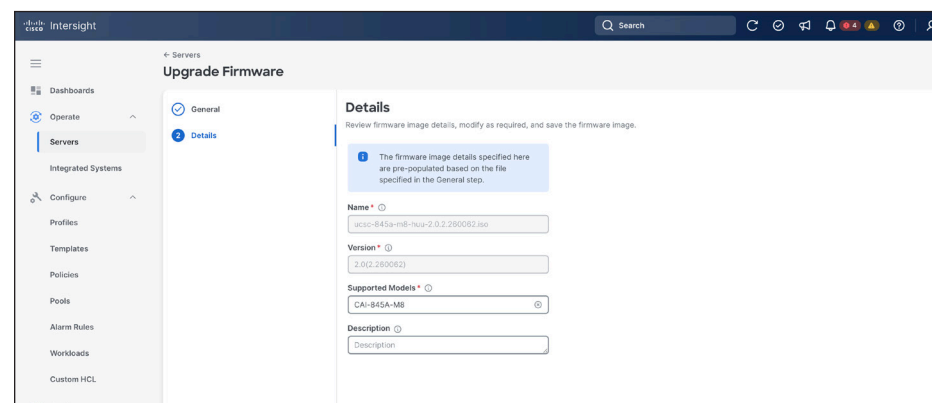 cisco Intersight
Search
4
← Servers
Upgrade Firmware
Dashboards
Operate
Servers
Integrated Systems
Configure
Profiles
Templates
Policies
Pools
Alarm Rules
Workloads
Custom HCL
General
2 Details
Details
Review firmware image details, modify as required, and save the firmware image.
The firmware image details specified here
are pre-populated based on the file
specified in the General step.
Name *
ucsc-845a-m8-huu-2.0.2.260062.iso
Version *
2.0(2.260062)
Supported Models *
CAI-845A-M8
Description
Description